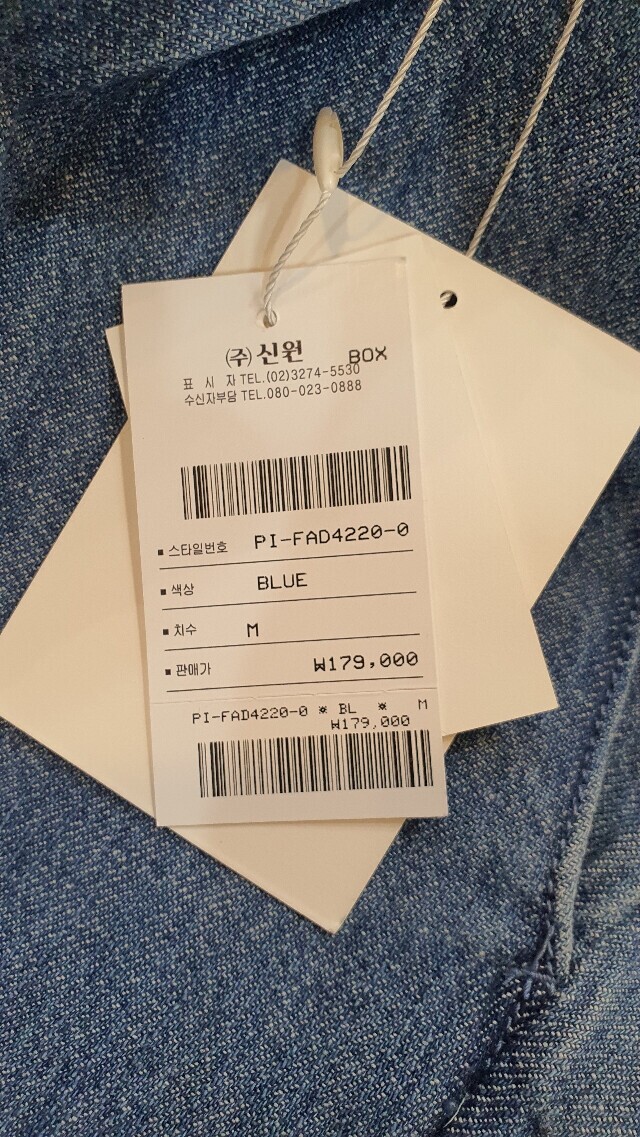 (주)신원 BOX
표 시 자 TEL.(02)3274-5530
수신자부담 TEL.080-023-0888
▪ 스타일번호 PI-FAD4220-0
▪ 색상 BLUE
▪ 치수 M
▪ 판매가 ₩179,000
PI-FAD4220-0 * BL * M
₩179,000